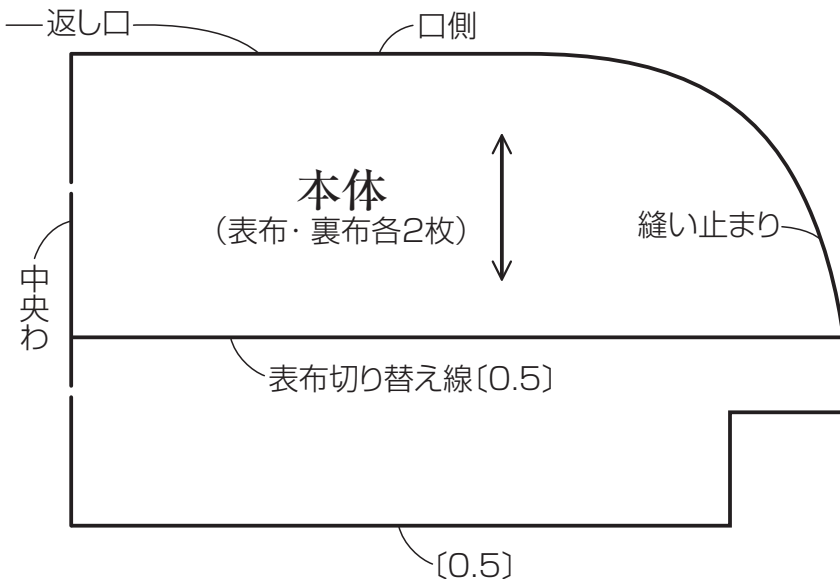 返し口
口側
本体
（表布・裏布各2枚）
縫い止まり
中央わ
表布切り替え線〔0.5〕
〔0.5〕